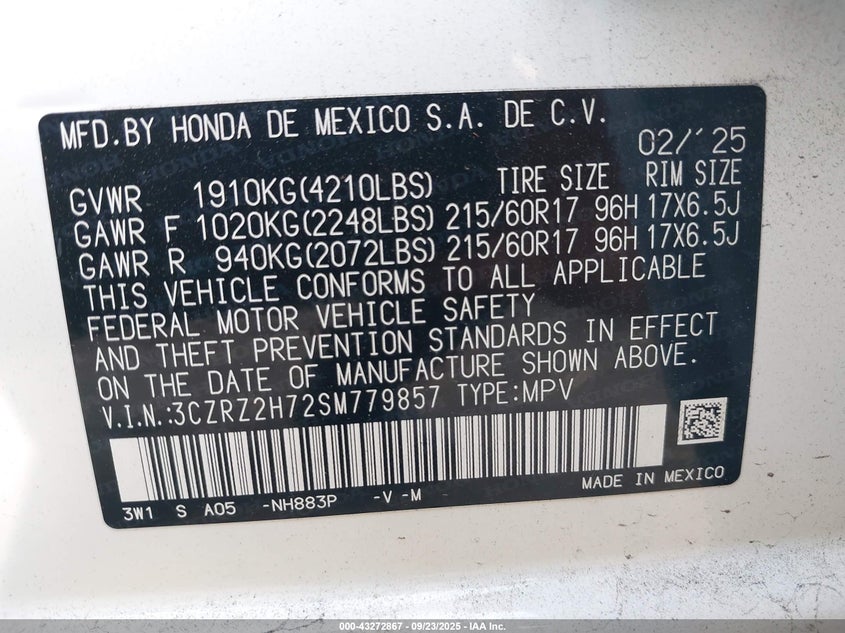 MFD.BY HONDA DE MEXICO S.A. DE C.V.
02/'25
GVWR 1910KG(4210LBS) TIRE SIZE RIM SIZE
GAWR F 1020KG(2248LBS) 215/60R17 96H 17X6.5J
GAWR R 940KG(2072LBS) 215/60R17 96H 17X6.5J
THIS VEHICLE CONFORMS TO ALL APPLICABLE
FEDERAL MOTOR VEHICLE SAFETY
AND THEFT PREVENTION STANDARDS IN EFFECT
ON THE DATE OF MANUFACTURE SHOWN ABOVE.
V.I.N.:3CZRZ2H72SM779857 TYPE:MPV
MADE IN MEXICO
3W1 S A05 -NH883P -V -M
000-43272867 - 09/23/2025 - IAA Inc.